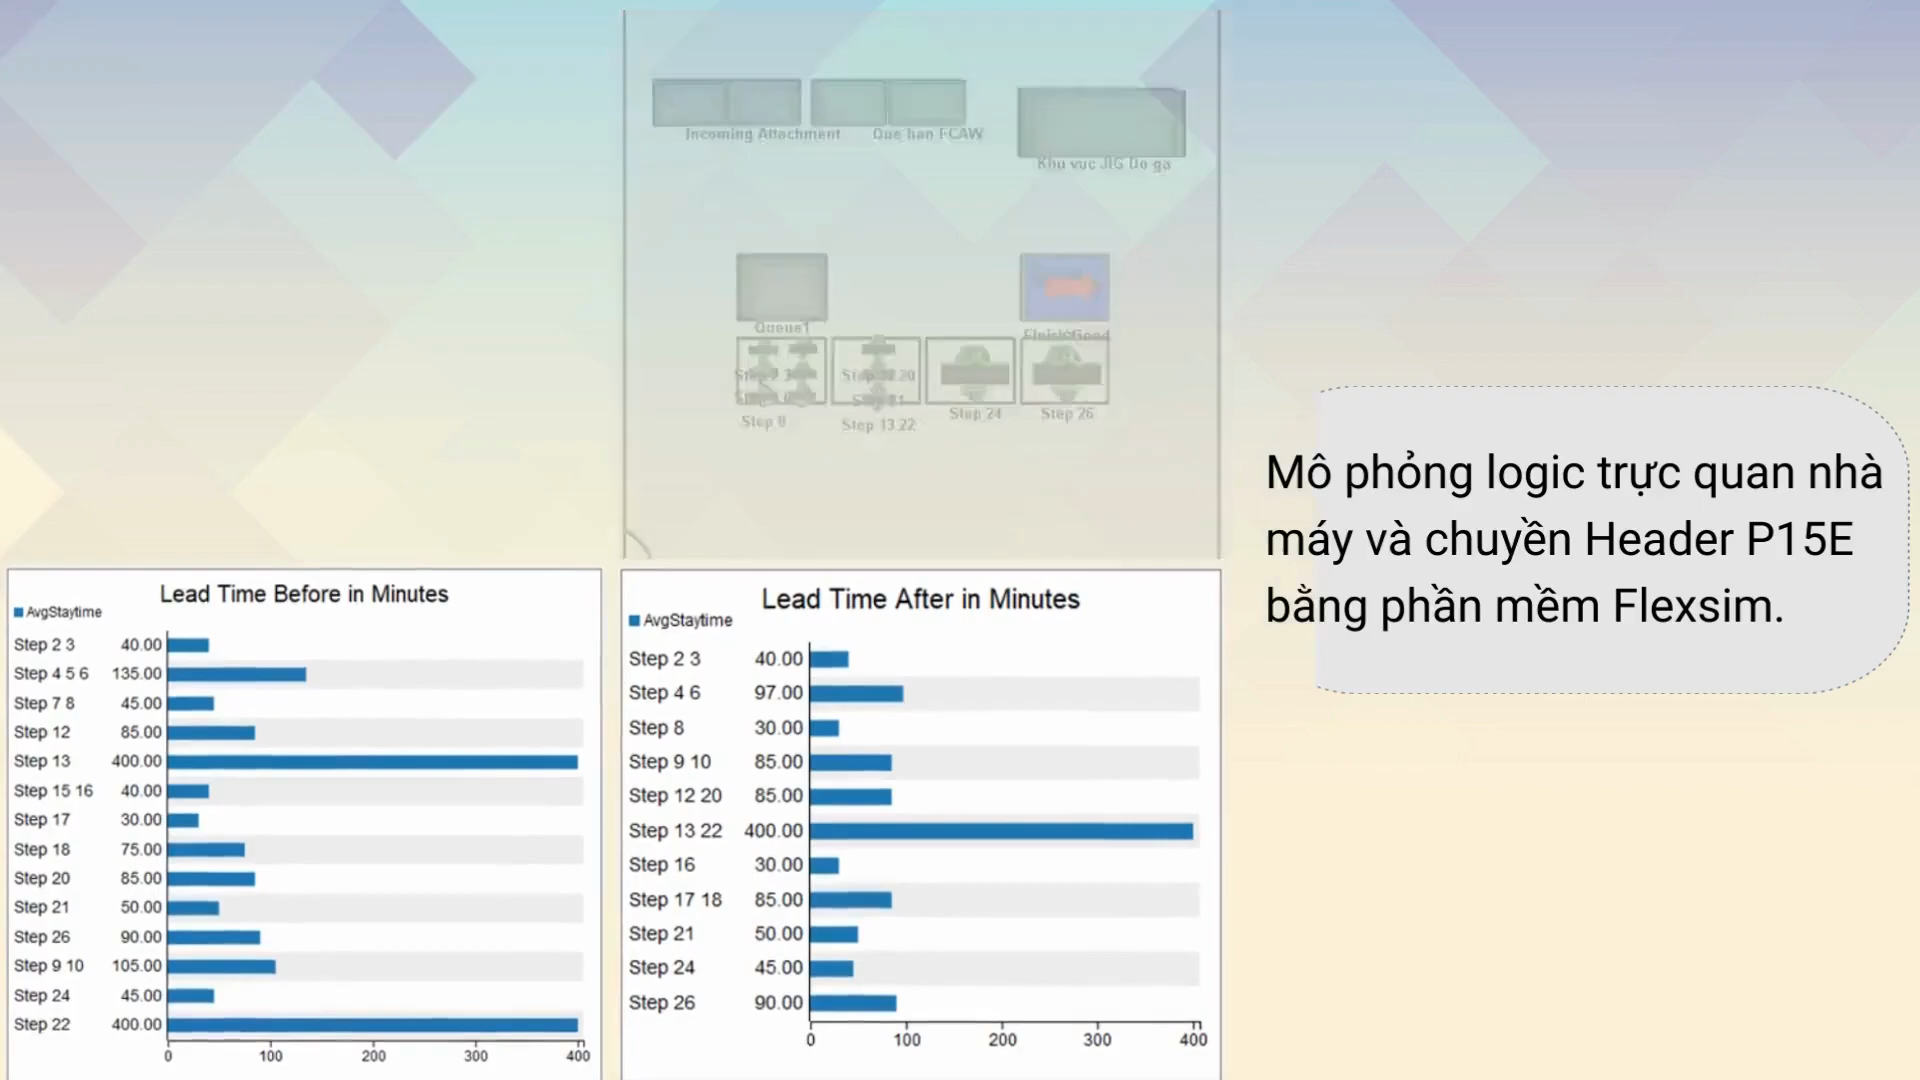 Incoming Attachment
Que han FCAW
Khu vuc JIG Do ga
Queue1
Finish Good
Step 8
Step 13 22
Step 24
Step 26
Mô phỏng logic trực quan nhà
máy và chuyền Header P15E
bằng phần mềm Flexsim.
Lead Time Before in Minutes
AvgStaytime
Step 2 3 40.00
Step 4 5 6 135.00
Step 7 8 45.00
Step 12 85.00
Step 13 400.00
Step 15 16 40.00
Step 17 30.00
Step 18 75.00
Step 20 85.00
Step 21 50.00
Step 26 90.00
Step 9 10 105.00
Step 24 45.00
Step 22 400.00
0 100 200 300 400
Lead Time After in Minutes
AvgStaytime
Step 2 3 40.00
Step 4 6 97.00
Step 8 30.00
Step 9 10 85.00
Step 12 20 85.00
Step 13 22 400.00
Step 16 30.00
Step 17 18 85.00
Step 21 50.00
Step 24 45.00
Step 26 90.00
0 100 200 300 400